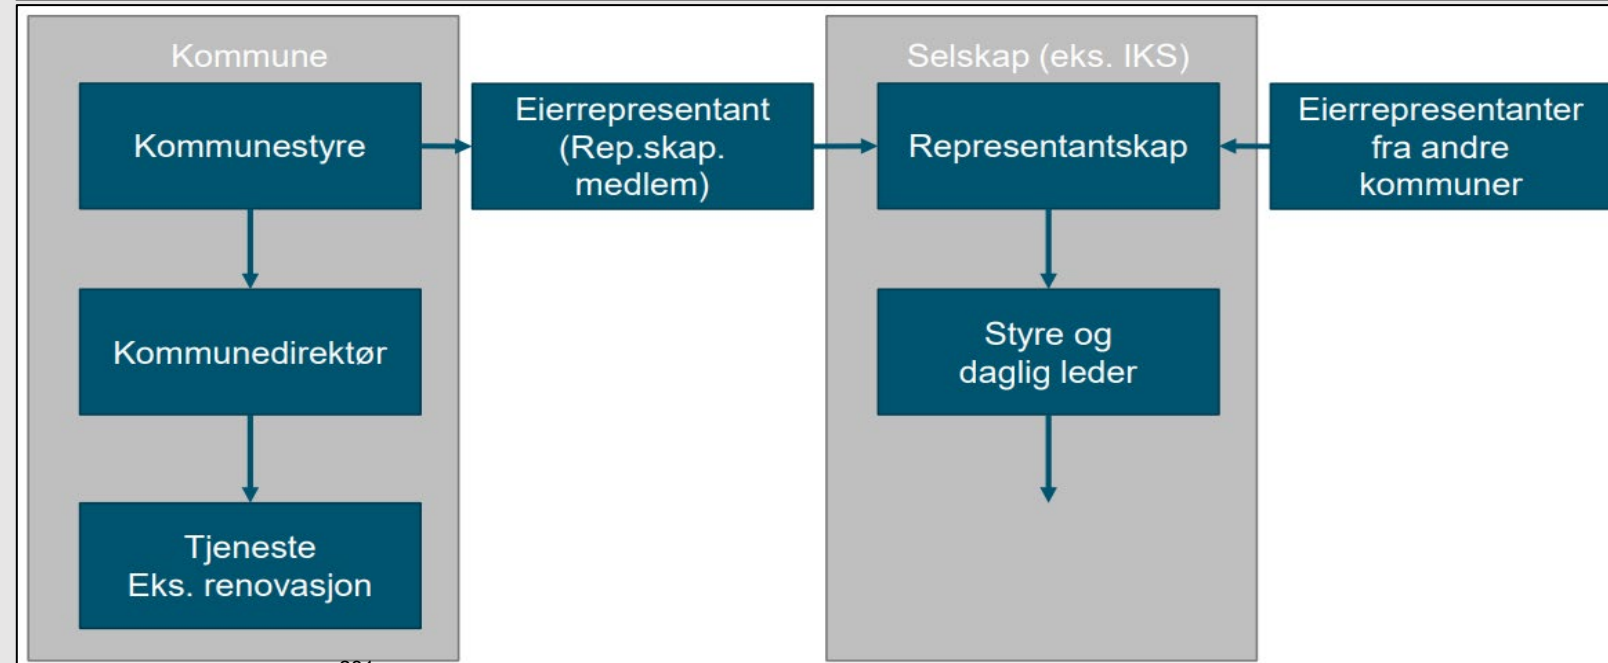 Kommune
Kommunestyre
Kommunedirektør
Tjeneste
Eks. renovasjon
Eierrepresentant
(Rep.skap.
medlem)
Selskap (eks. IKS)
Representantskap
Styre og
daglig leder
Eierrepresentanter
fra andre
kommuner